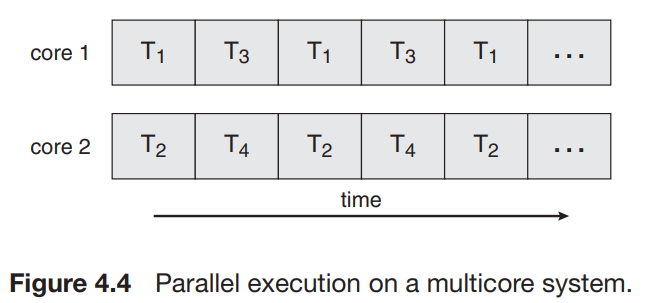 core 1 T1 T3 T1 T3 T1 ...
core 2 T2 T4 T2 T4 T2 ...
time
Figure 4.4 Parallel execution on a multicore system.